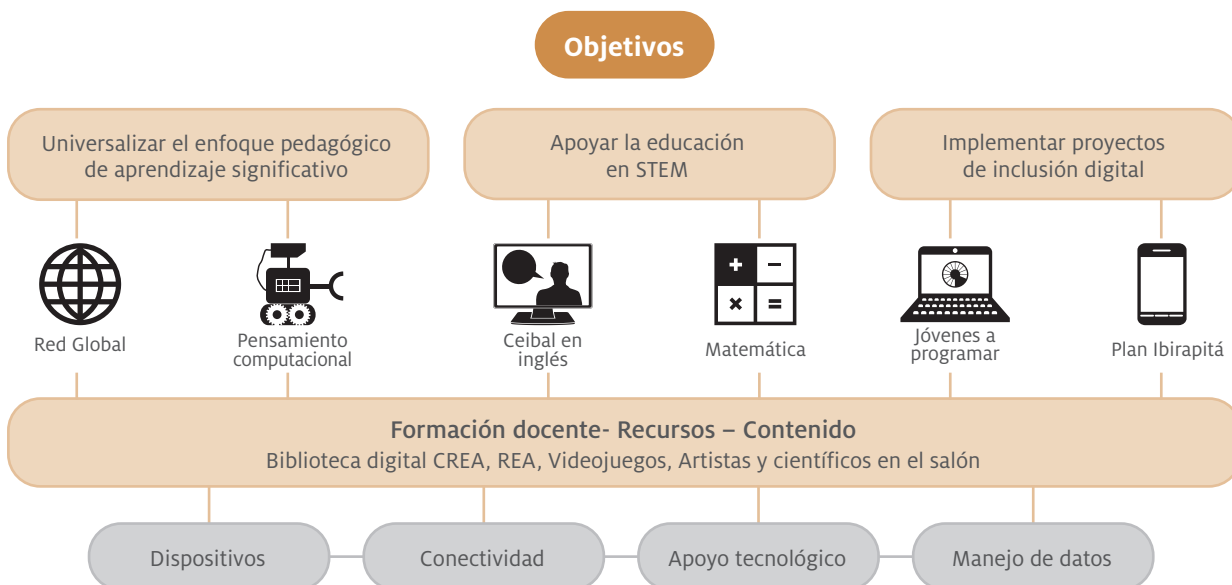 Objetivos
Universalizar el enfoque pedagógico
de aprendizaje significativo
Apoyar la educación
en STEM
Implementar proyectos
de inclusión digital
Red Global
Pensamiento
computacional
Ceibal en
inglés
Matemática
Jóvenes a
programar
Plan Ibirapitá
Formación docente- Recursos – Contenido
Biblioteca digital CREA, REA, Videojuegos, Artistas y científicos en el salón
Dispositivos
Conectividad
Apoyo tecnológico
Manejo de datos